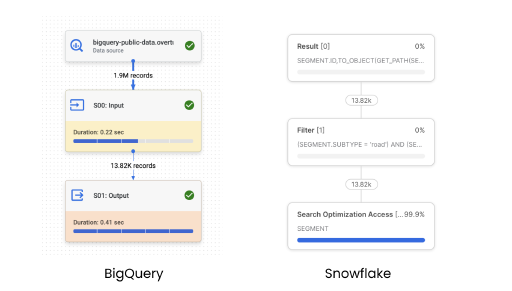 bigquery-public-data.overtu
Data source
1.9M records
S00: Input
Duration: 0.22 sec
13.82K records
S01: Output
Duration: 0.41 sec
BigQuery
Result [0] 0%
SEGMENT.ID,TO_OBJECT(GET_PATH(SE...
13.82k
Filter [1] 0%
(SEGMENT.SUBTYPE = 'road') AND (SE...
13.82k
Search Optimization Access [... 99.9%
SEGMENT
Snowflake